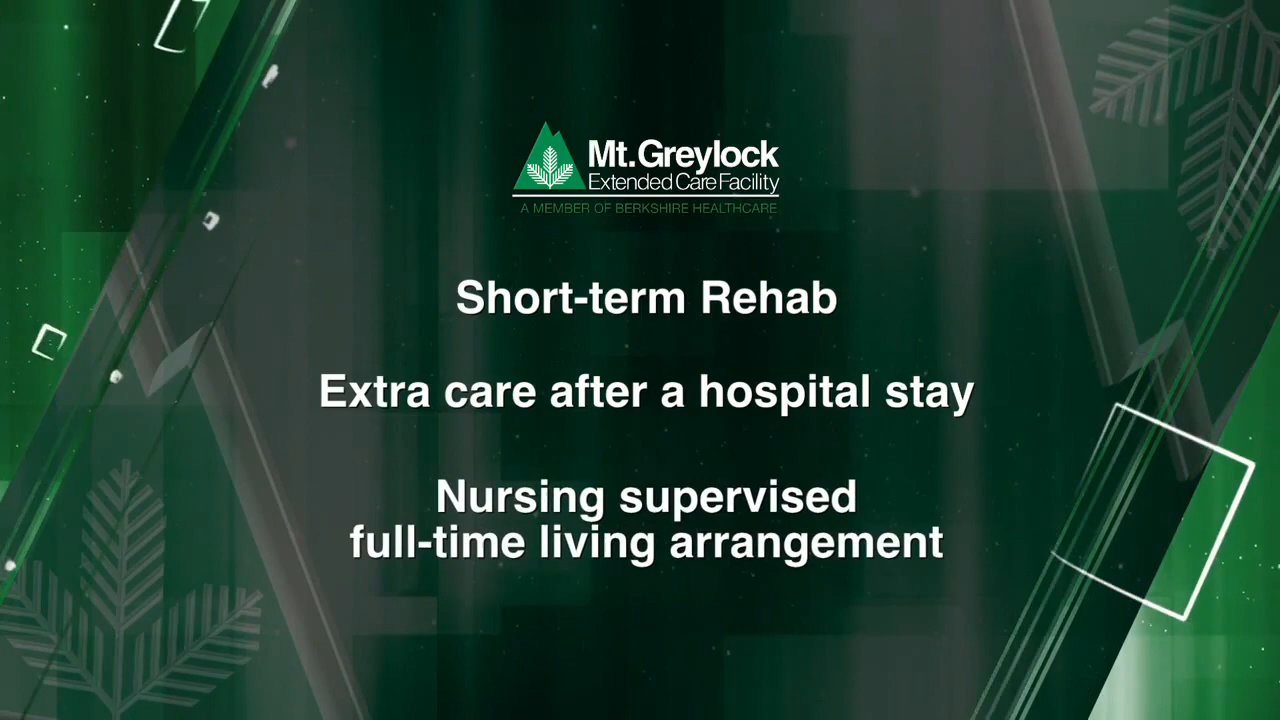 Mt. Greylock
Extended Care Facility
A MEMBER OF BERKSHIRE HEALTHCARE
Short-term Rehab
Extra care after a hospital stay
Nursing supervised
full-time living arrangement